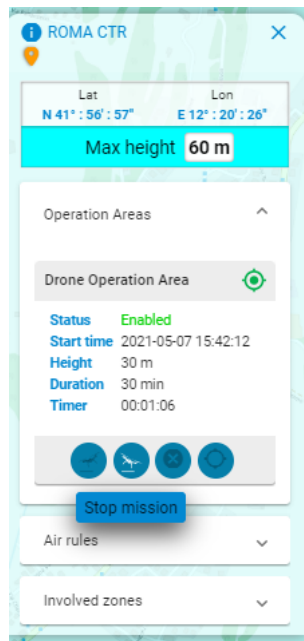 ROMA CTR
Lat Lon
N 41° : 56' : 57" E 12° : 20' : 26"
Max height 60 m
Operation Areas
Drone Operation Area
Status Enabled
Start time 2021-05-07 15:42:12
Height 30 m
Duration 30 min
Timer 00:01:06
Stop mission
Air rules
Involved zones